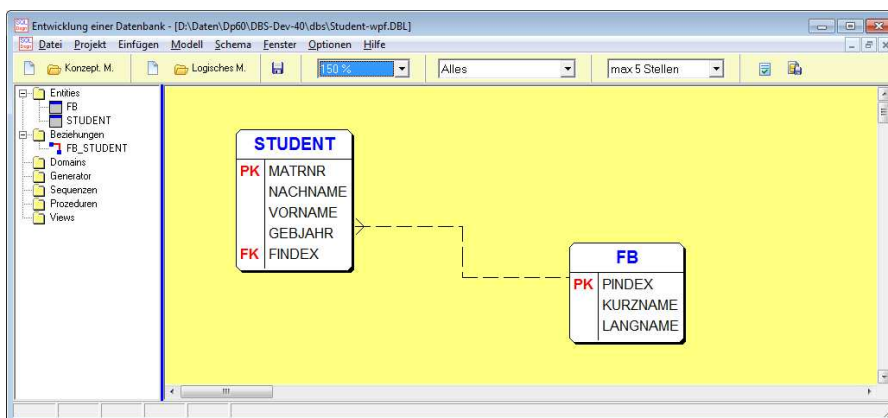 Entwicklung einer Datenbank - [D:\Daten\Dp60\DBS-Dev-40\dbs\Student-wpf.DBL]
Datei Projekt Einfügen Modell Schema Fenster Optionen Hilfe
Konzept. M. Logisches M. 150 % Alles max 5 Stellen
Entities
FB
STUDENT
Beziehungen
FB_STUDENT
Domains
Generator
Sequenzen
Prozeduren
Views
STUDENT
PK MATRNR
NACHNAME
VORNAME
GEBJAHR
FK FINDEX
FB
PK PINDEX
KURZNAME
LANGNAME